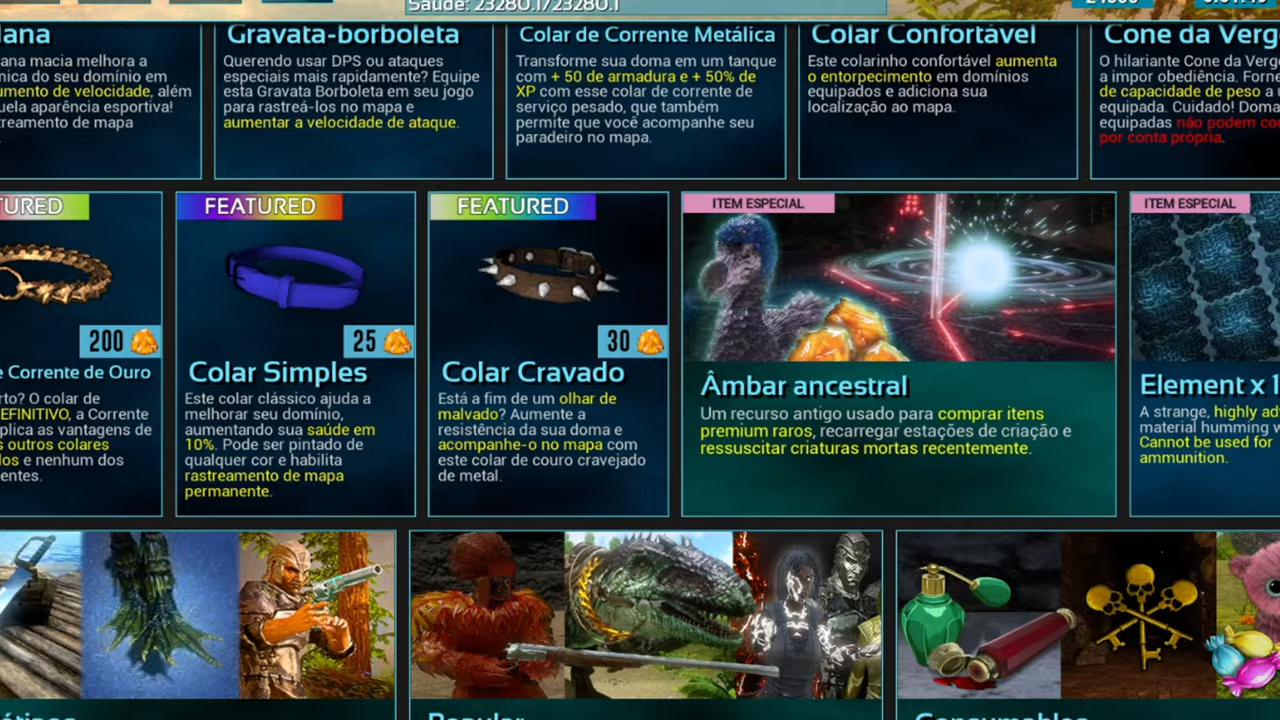 Saúde: 23280.1/23280.1
Gravata-borboleta
Querendo usar DPS ou ataques
especiais mais rapidamente? Equipe
esta Gravata Borboleta em seu jogo
para rastreá-los no mapa e
aumentar a velocidade de ataque.
Colar de Corrente Metálica
Transforme sua doma em um tanque
com + 50 de armadura e + 50% de
XP com esse colar de corrente de
serviço pesado, que também
permite que você acompanhe seu
paradeiro no mapa.
Colar Confortável
Este colarinho confortável aumenta
o entorpecimento em domínios
equipados e adiciona sua
localização ao mapa.
Cone da Verg
O hilariante Cone da Verg
a impor obediência. Forne
de capacidade de peso a u
equipada. Cuidado! Doma
equipadas não podem co
por conta própria.
ana macia melhora a
nica do seu domínio em
umento de velocidade, além
uela aparência esportiva!
treamento de mapa
TURED
200
e Corrente de Ouro
rto? O colar de
EFINITIVO, a Corrente
plica as vantagens de
s outros colares
los e nenhum dos
entes.
FEATURED
25
Colar Simples
Este colar clássico ajuda a
melhorar seu domínio,
aumentando sua saúde em
10%. Pode ser pintado de
qualquer cor e habilita
rastreamento de mapa
permanente.
FEATURED
30
Colar Cravado
Está a fim de um olhar de
malvado? Aumente a
resistência da sua doma e
acompanhe-o no mapa com
este colar de couro cravejado
de metal.
ITEM ESPECIAL
Âmbar ancestral
Um recurso antigo usado para comprar itens
premium raros, recarregar estações de criação e
ressuscitar criaturas mortas recentemente.
ITEM ESPECIAL
Element x 1
A strange, highly ad
material humming w
Cannot be used for
ammunition.
Popular
Consumables